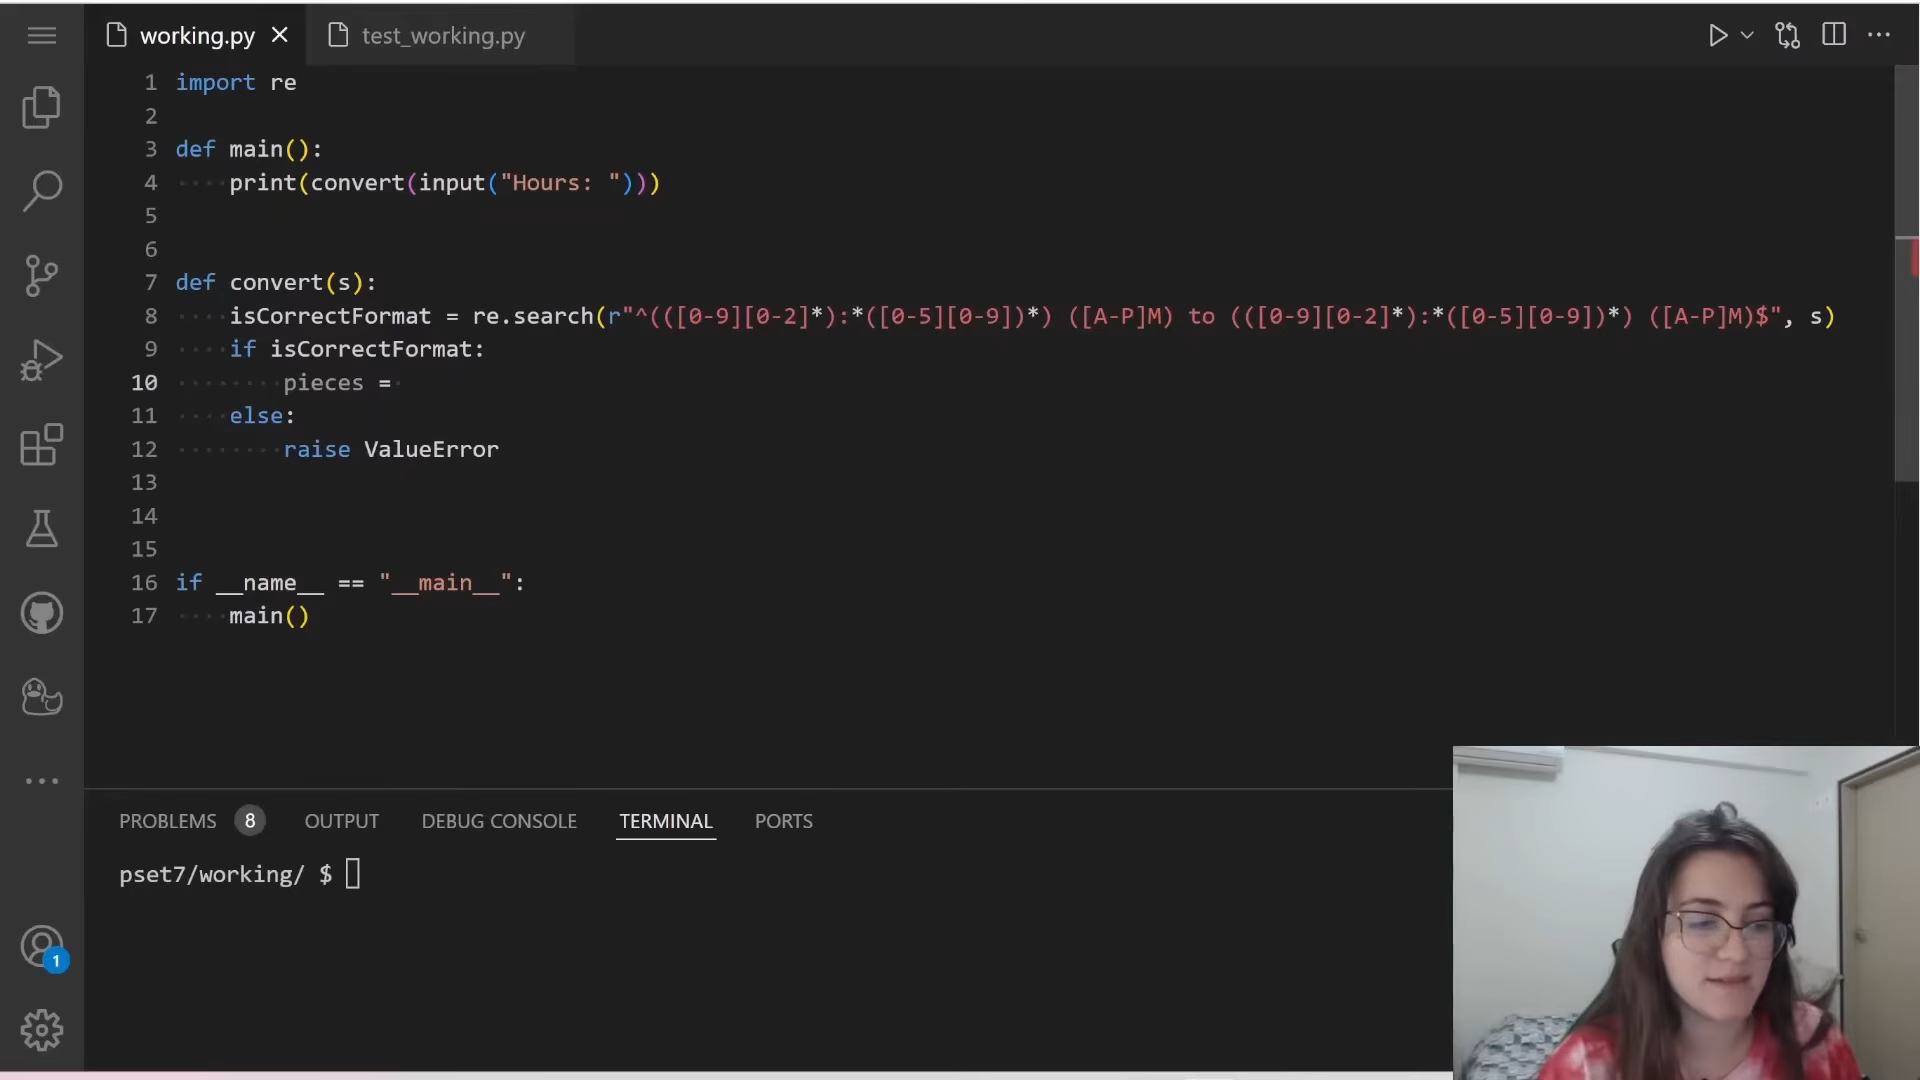 working.py
test_working.py
1 import re
2
3 def main():
4 print(convert(input("Hours: ")))
5
6
7 def convert(s):
8 isCorrectFormat = re.search(r"^(([0-9][0-2]*):*([0-5][0-9])*) ([A-P]M) to (([0-9][0-2]*):*([0-5][0-9])*) ([A-P]M)$", s)
9 if isCorrectFormat:
10 pieces =
11 else:
12 raise ValueError
13
14
15
16 if __name__ == "__main__":
17 main()
PROBLEMS 8 OUTPUT DEBUG CONSOLE TERMINAL PORTS
pset7/working/ $
1